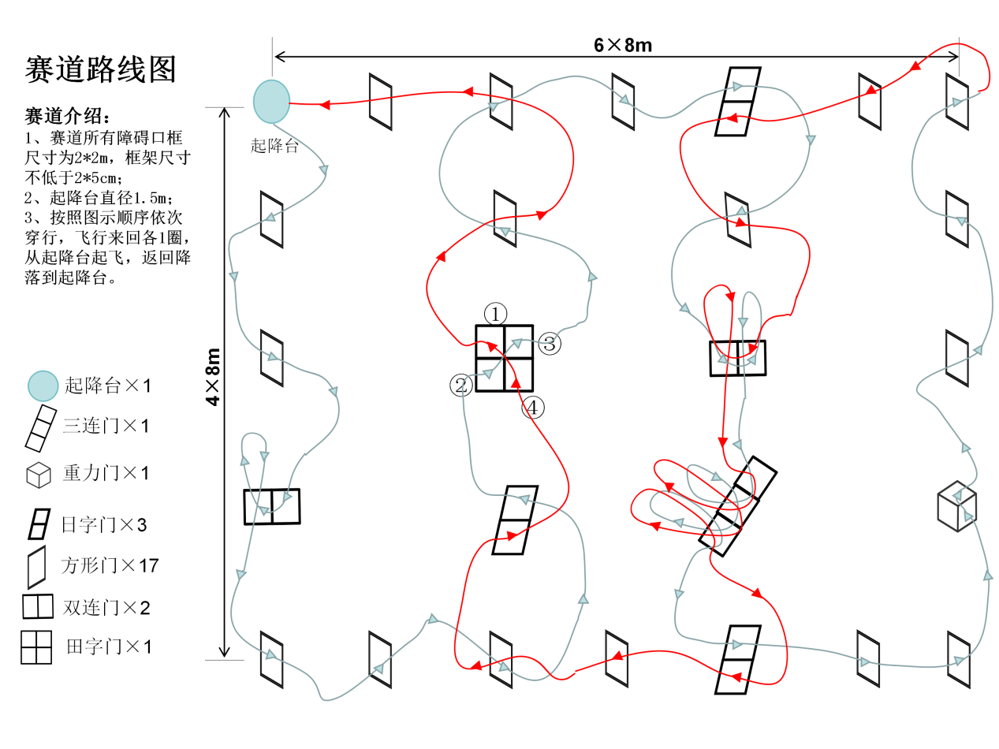 赛道路线图
赛道介绍：
1、赛道所有障碍口框
尺寸为2*2m，框架尺寸
不低于2*5cm；
2、起降台直径1.5m；
3、按照图示顺序依次
穿行，飞行来回各1圈，
从起降台起飞，返回降
落到起降台。
6×8m
起降台
4×8m
①
③
②
④
起降台×1
三连门×1
重力门×1
日字门×3
方形门×17
双连门×2
田字门×1